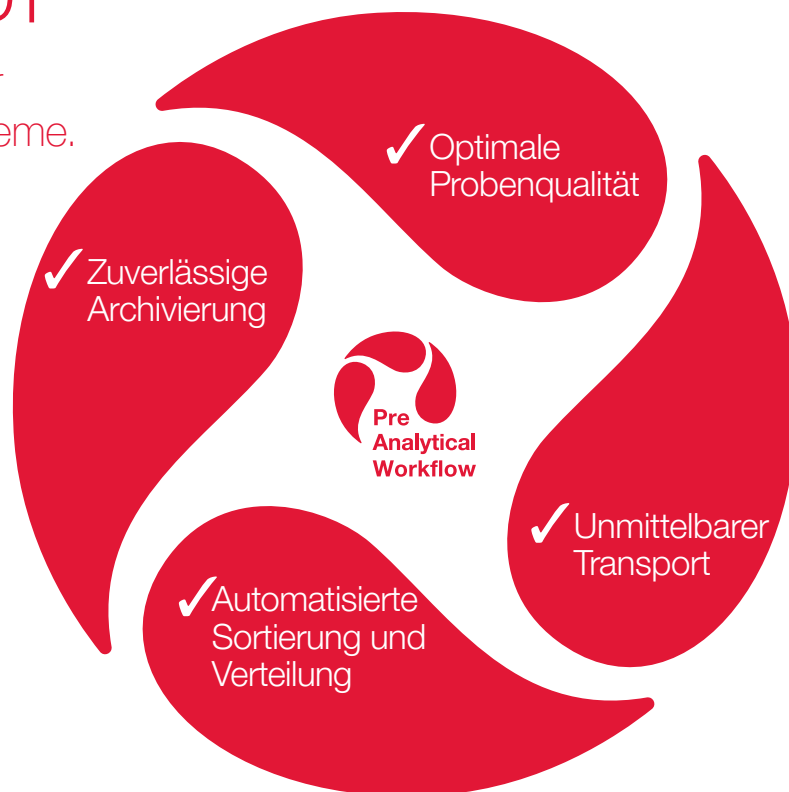 eme.
✓ Optimale
Probenqualität
✓ Zuverlässige
Archivierung
Pre
Analytical
Workflow
✓ Unmittelbarer
Transport
✓ Automatisierte
Sortierung und
Verteilung